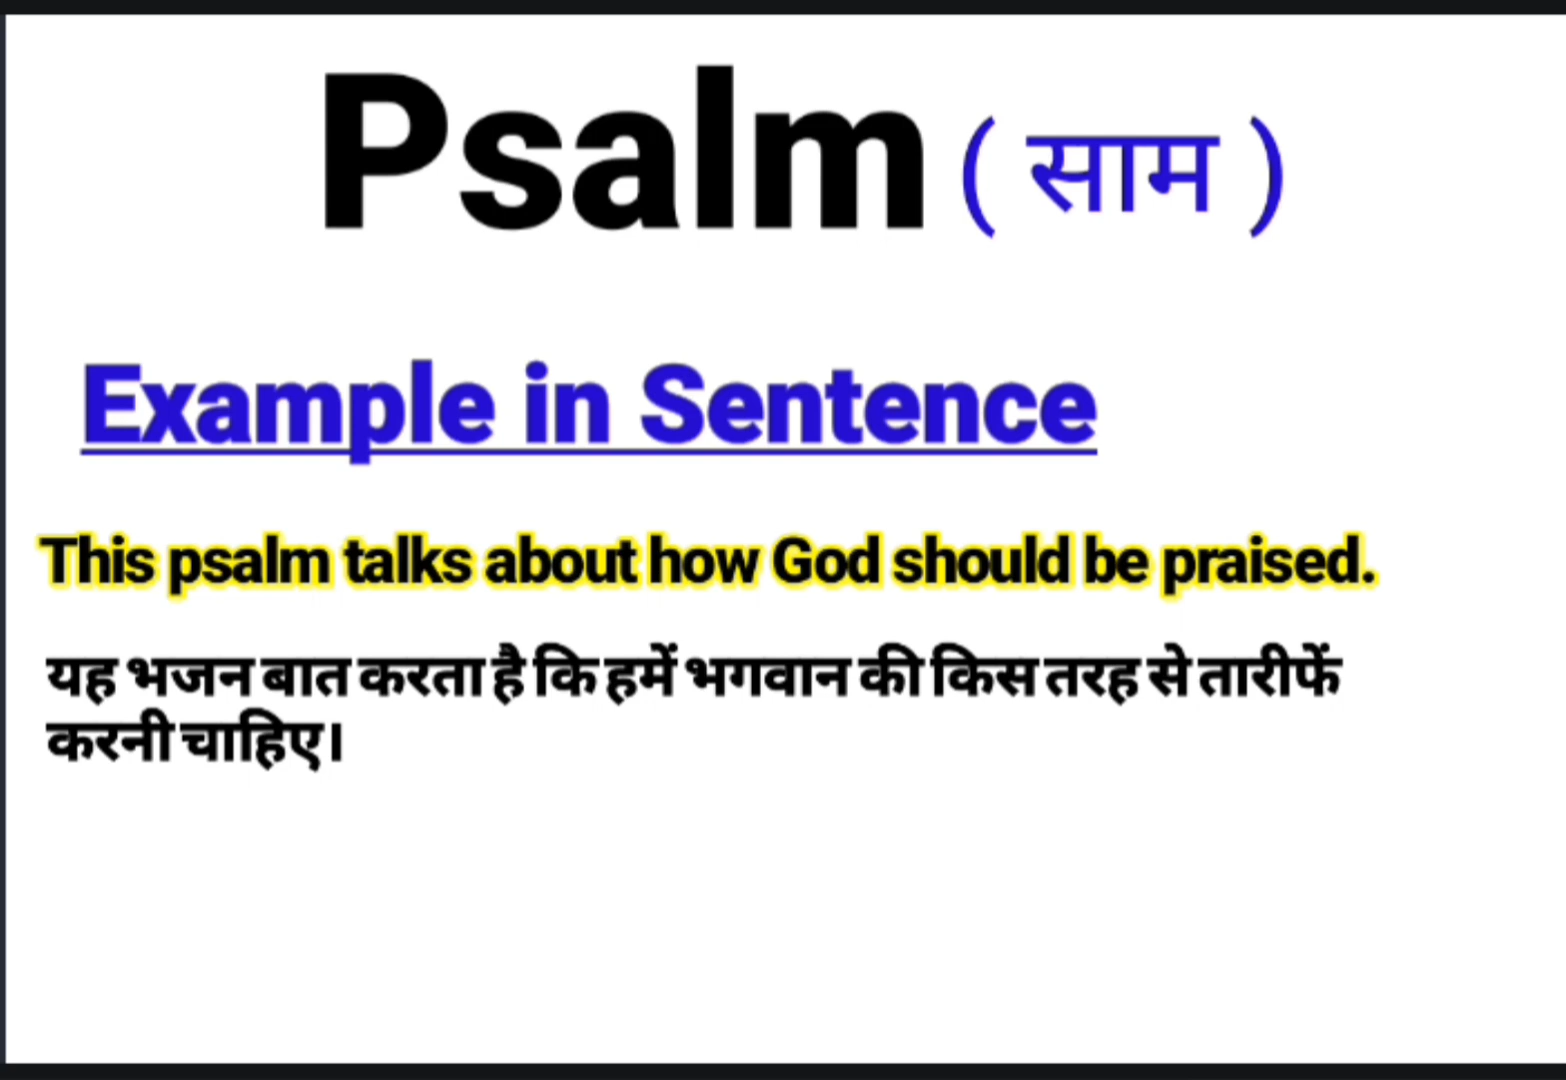 Psalm ( साम )
Example in Sentence
This psalm talks about how God should be praised.
यह भजन बात करता है कि हमें भगवान की किस तरह से तारीफें
करनी चाहिए।